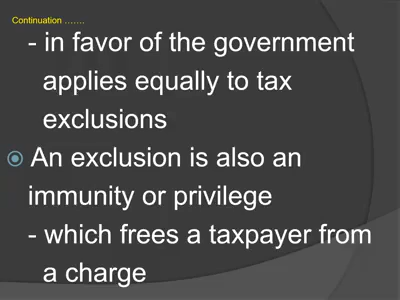 Continuation …….
- in favor of the government
applies equally to tax
exclusions
An exclusion is also an
immunity or privilege
- which frees a taxpayer from
a charge